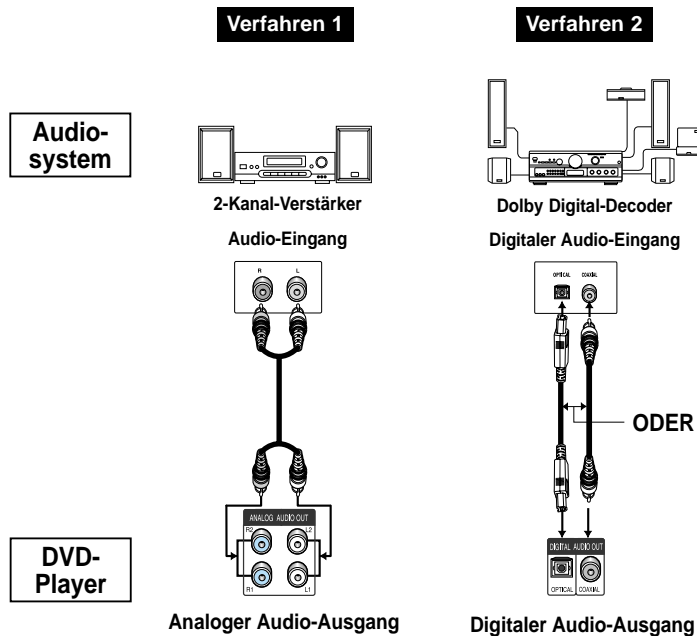 Verfahren 1
Verfahren 2
Audio-
system
2-Kanal-Verstärker
Dolby Digital-Decoder
Audio-Eingang
Digitaler Audio-Eingang
R L
OPTICAL COAXIAL
ODER
ANALOG AUDIO OUT
R2 L2
R1 L1
DIGITAL AUDIO OUT
OPTICAL COAXIAL
DVD-
Player
Analoger Audio-Ausgang
Digitaler Audio-Ausgang